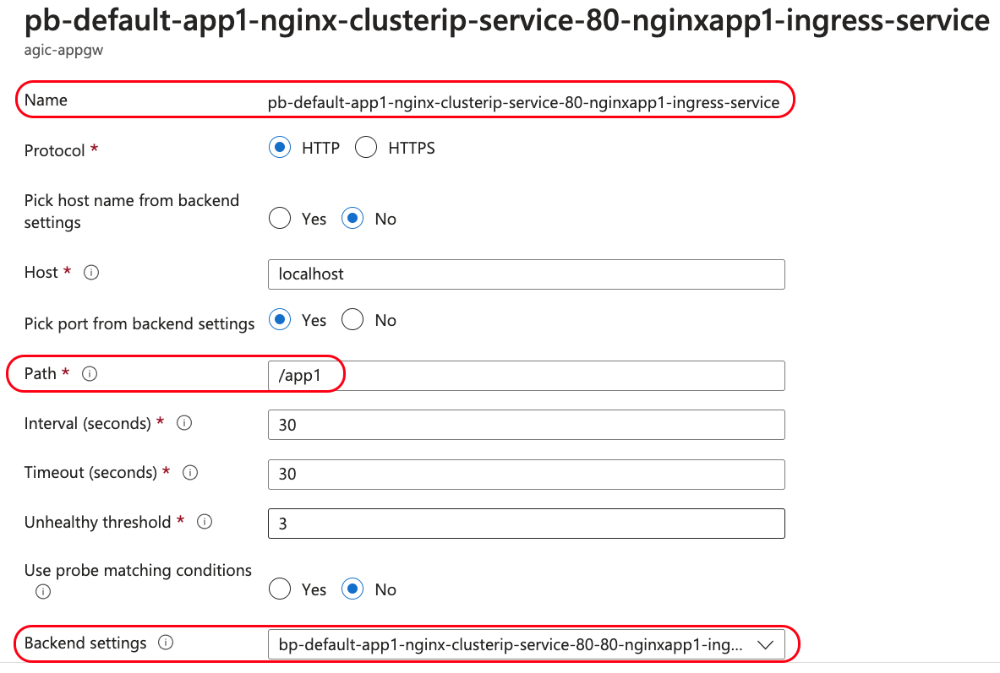 pb-default-app1-nginx-clusterip-service-80-nginxapp1-ingress-service
agic-appgw
Name pb-default-app1-nginx-clusterip-service-80-nginxapp1-ingress-service
Protocol * HTTP HTTPS
Pick host name from backend
settings Yes No
Host * localhost
Pick port from backend settings Yes No
Path * /app1
Interval (seconds) * 30
Timeout (seconds) * 30
Unhealthy threshold * 3
Use probe matching conditions
Yes No
Backend settings bp-default-app1-nginx-clusterip-service-80-80-nginxapp1-ing...